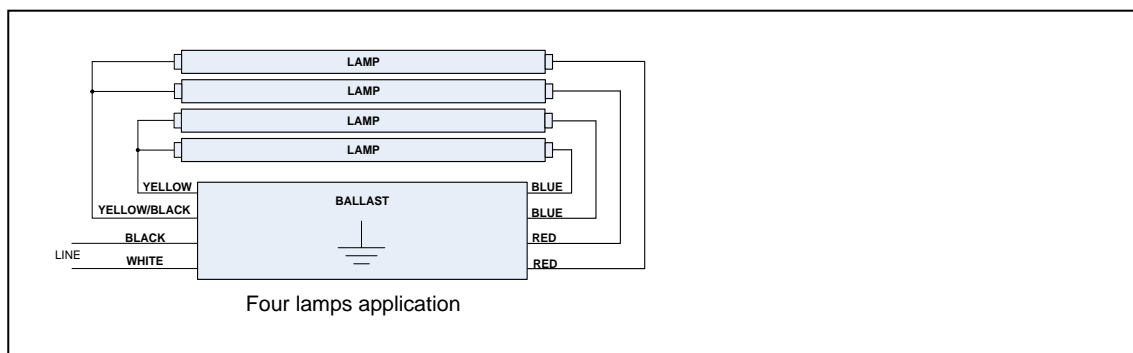 LAMP
LAMP
LAMP
LAMP
YELLOW
BLUE
BALLAST
YELLOW/BLACK
BLUE
BLACK
RED
LINE
WHITE
RED
Four lamps application